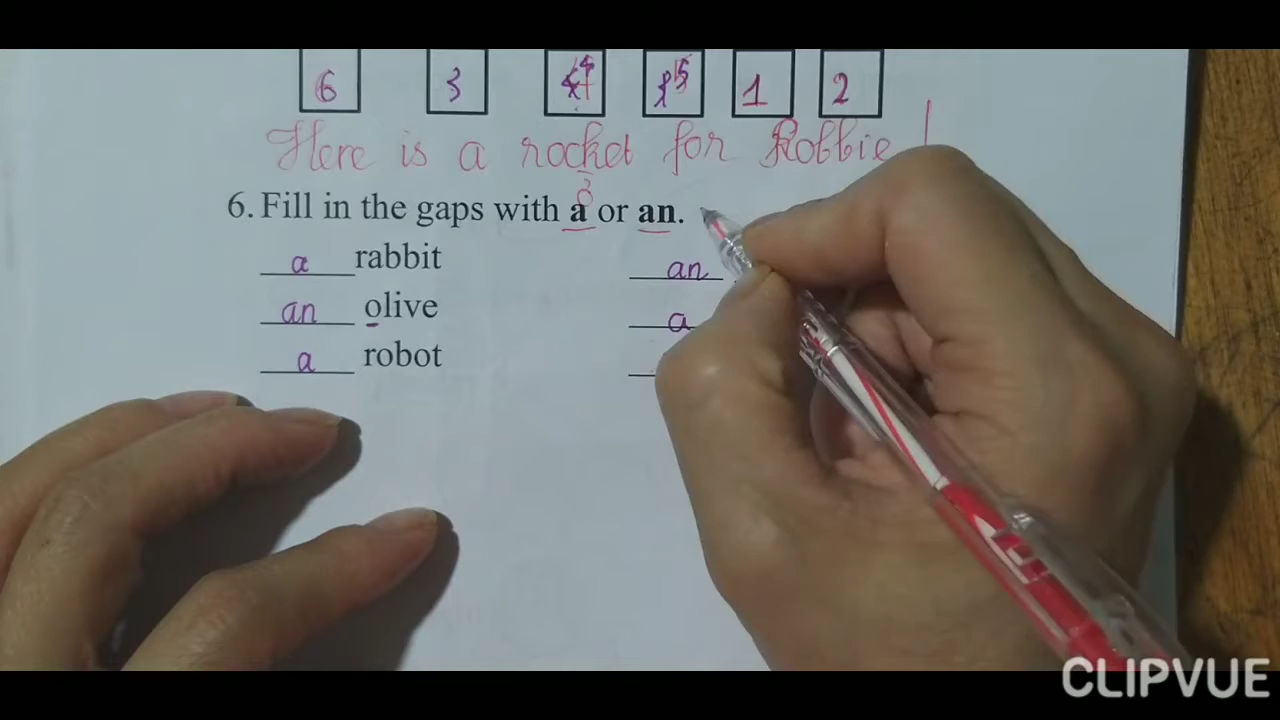 6 3 4 5 1 2
Here is a rocket for Robbie!
6. Fill in the gaps with a or an.
a rabbit an
an olive a
a robot
CLIPVUE